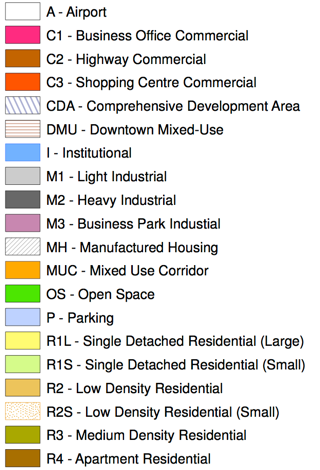 A - Airport
C1 - Business Office Commercial
C2 - Highway Commercial
C3 - Shopping Centre Commercial
CDA - Comprehensive Development Area
DMU - Downtown Mixed-Use
I - Institutional
M1 - Light Industrial
M2 - Heavy Industrial
M3 - Business Park Industial
MH - Manufactured Housing
MUC - Mixed Use Corridor
OS - Open Space
P - Parking
R1L - Single Detached Residential (Large)
R1S - Single Detached Residential (Small)
R2 - Low Density Residential
R2S - Low Density Residential (Small)
R3 - Medium Density Residential
R4 - Apartment Residential